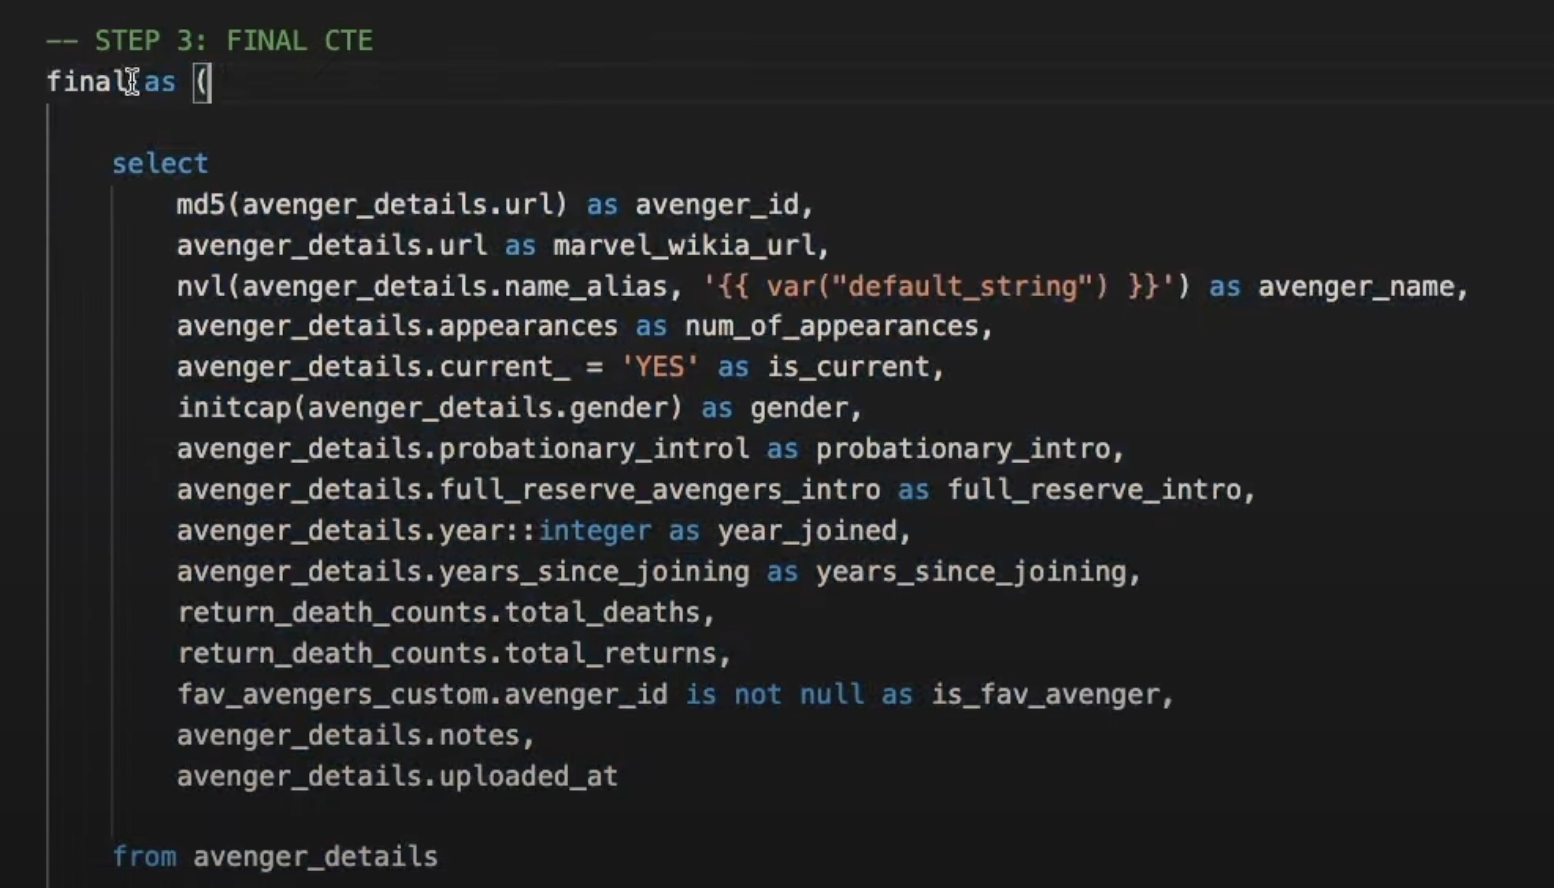 -- STEP 3: FINAL CTE
final as (
select
md5(avenger_details.url) as avenger_id,
avenger_details.url as marvel_wikia_url,
nvl(avenger_details.name_alias, '{{ var("default_string") }}') as avenger_name,
avenger_details.appearances as num_of_appearances,
avenger_details.current_ = 'YES' as is_current,
initcap(avenger_details.gender) as gender,
avenger_details.probationary_introl as probationary_intro,
avenger_details.full_reserve_avengers_intro as full_reserve_intro,
avenger_details.year::integer as year_joined,
avenger_details.years_since_joining as years_since_joining,
return_death_counts.total_deaths,
return_death_counts.total_returns,
fav_avengers_custom.avenger_id is not null as is_fav_avenger,
avenger_details.notes,
avenger_details.uploaded_at
from avenger_details